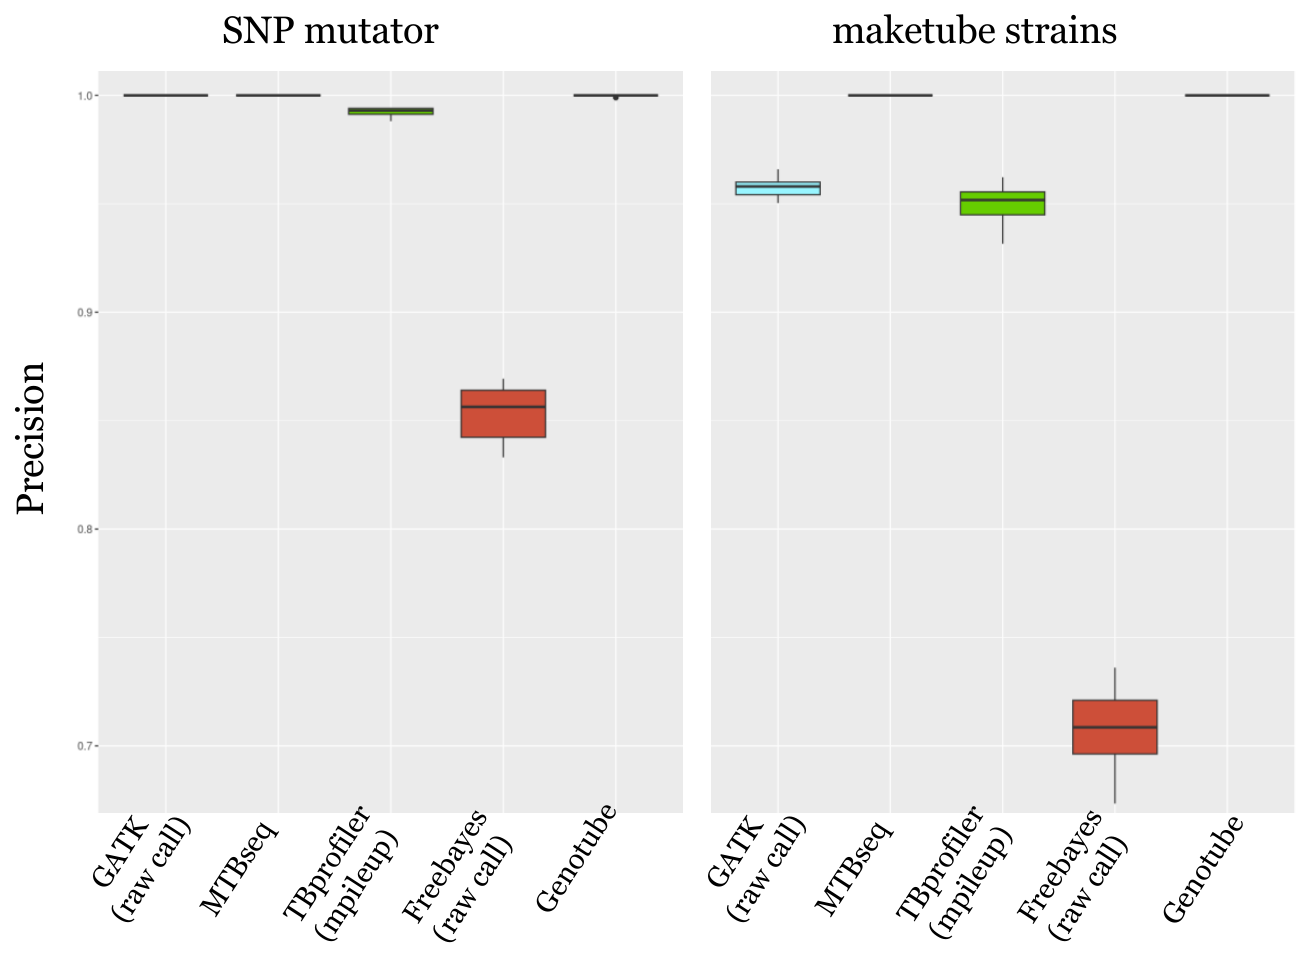 SNP mutator
maketube strains
Precision
1.0
0.9
0.8
0.7
GATK
(raw call)
MTBseq
TBprofiler
(mpileup)
Freebayes
(raw call)
Genotube
GATK
(raw call)
MTBseq
TBprofiler
(mpileup)
Freebayes
(raw call)
Genotube